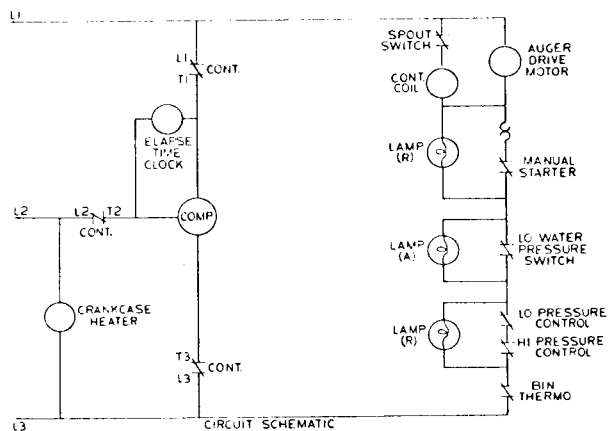 L1
SPOUT
SWITCH
AUGER
DRIVE
MOTOR
L1
T1
CONT.
CONT.
COIL
ELAPSE
TIME
CLOCK
LAMP
(R)
MANUAL
STARTER
L2
L2
T2
CONT.
COMP
LAMP
(A)
LO WATER
PRESSURE
SWITCH
CRANKCASE
HEATER
LO PRESSURE
CONTROL
LAMP
(R)
HI PRESSURE
CONTROL
T3
L3
CONT.
BIN
THERMO
L3
CIRCUIT SCHEMATIC